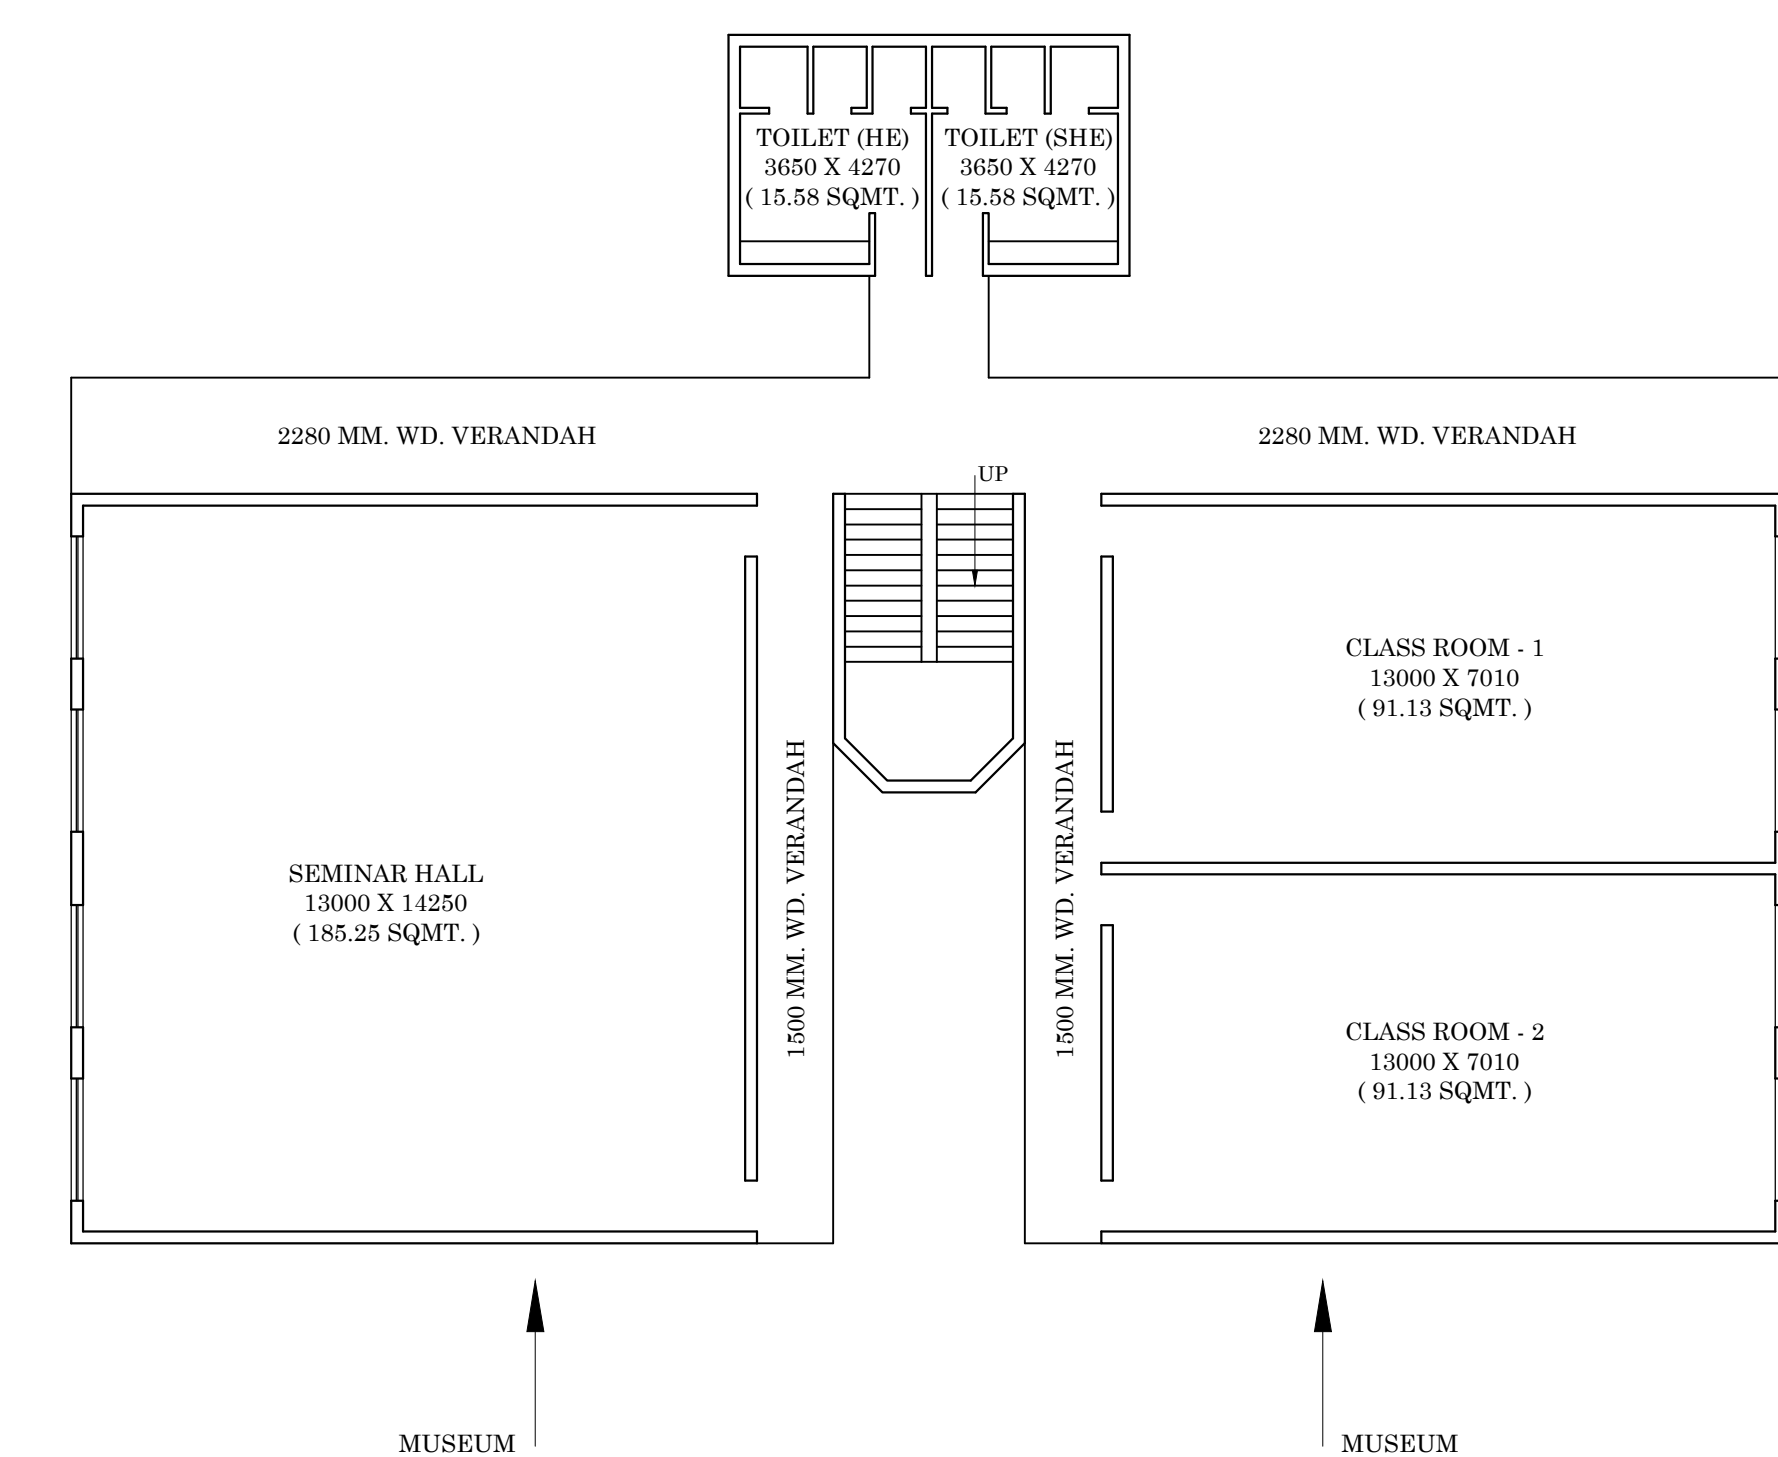 TOILET (HE)
3650 X 4270
( 15.58 SQMT. )
TOILET (SHE)
3650 X 4270
( 15.58 SQMT. )
2280 MM. WD. VERANDAH
2280 MM. WD. VERANDAH
UP
CLASS ROOM - 1
13000 X 7010
( 91.13 SQMT. )
SEMINAR HALL
13000 X 14250
( 185.25 SQMT. )
1500 MM. WD. VERANDAH
1500 MM. WD. VERANDAH
CLASS ROOM - 2
13000 X 7010
( 91.13 SQMT. )
MUSEUM
MUSEUM